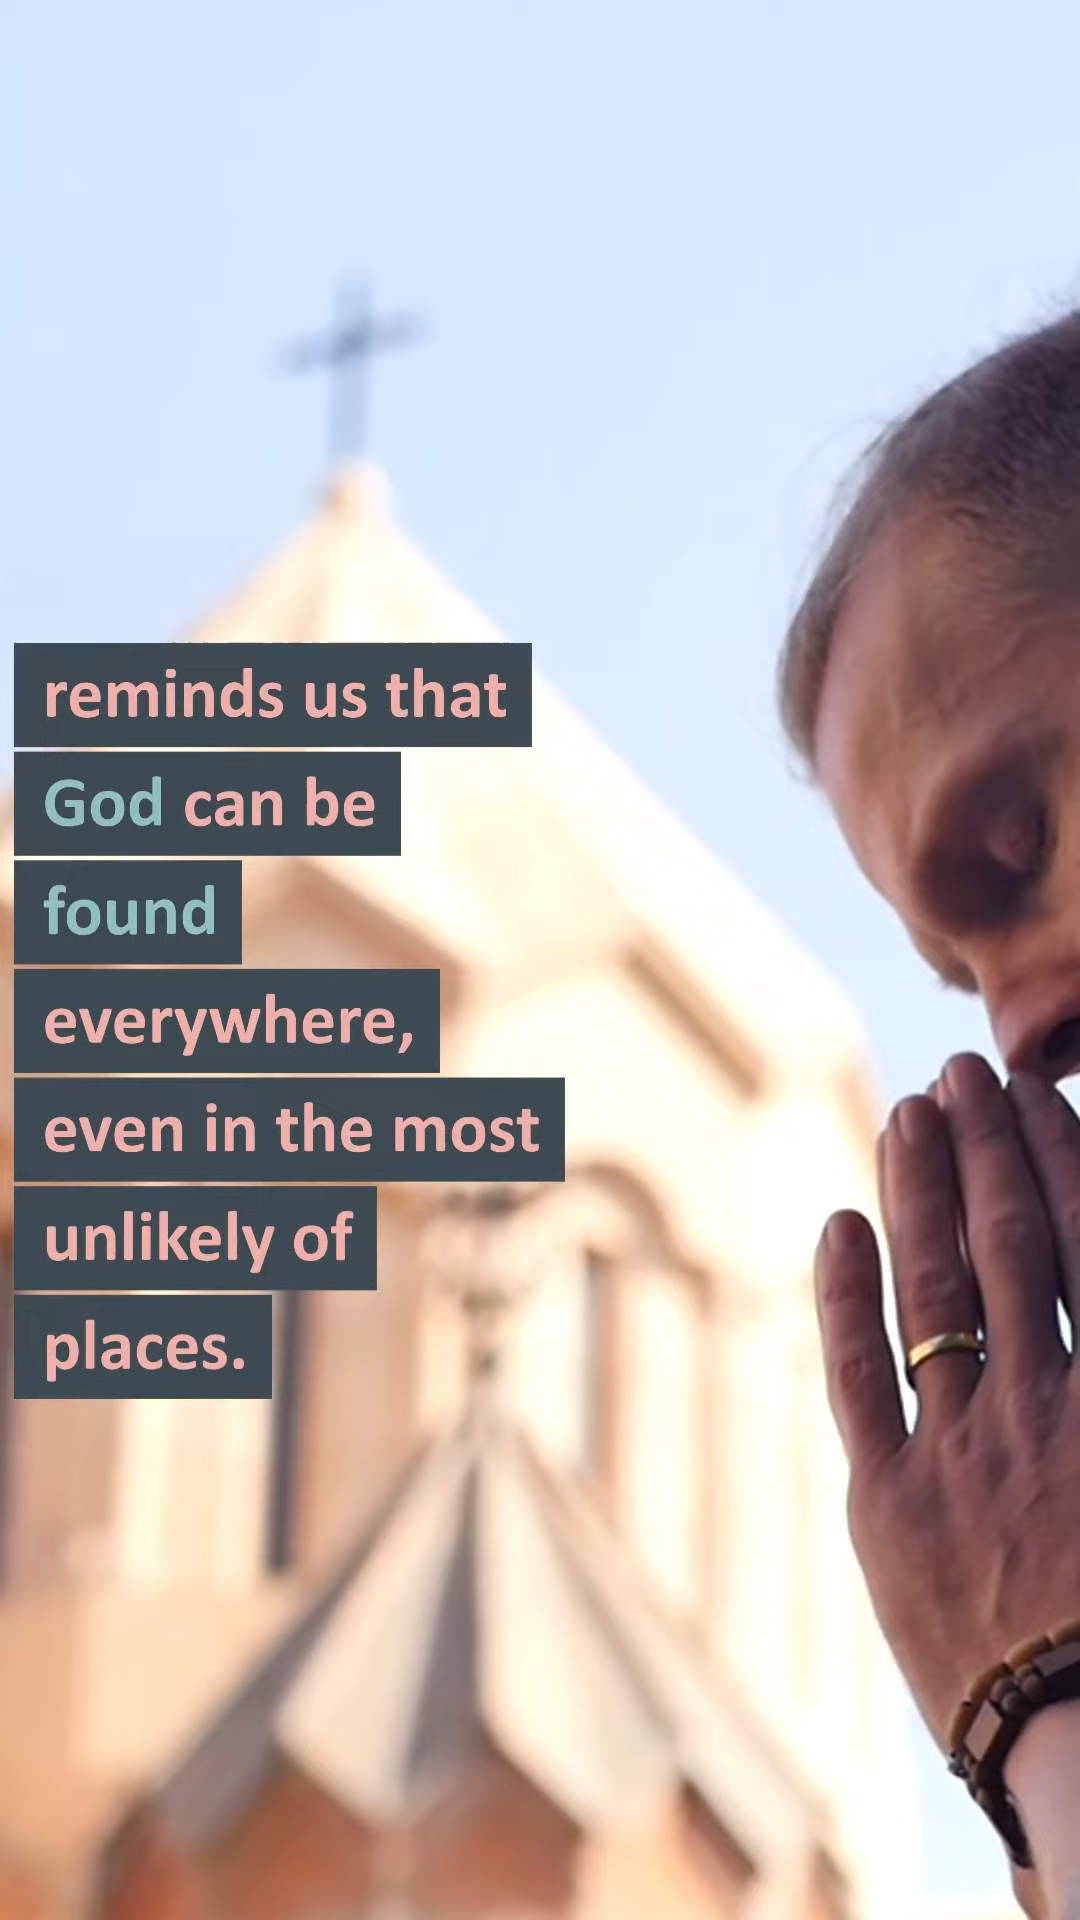 reminds us that
God can be
found
everywhere,
even in the most
unlikely of
places.